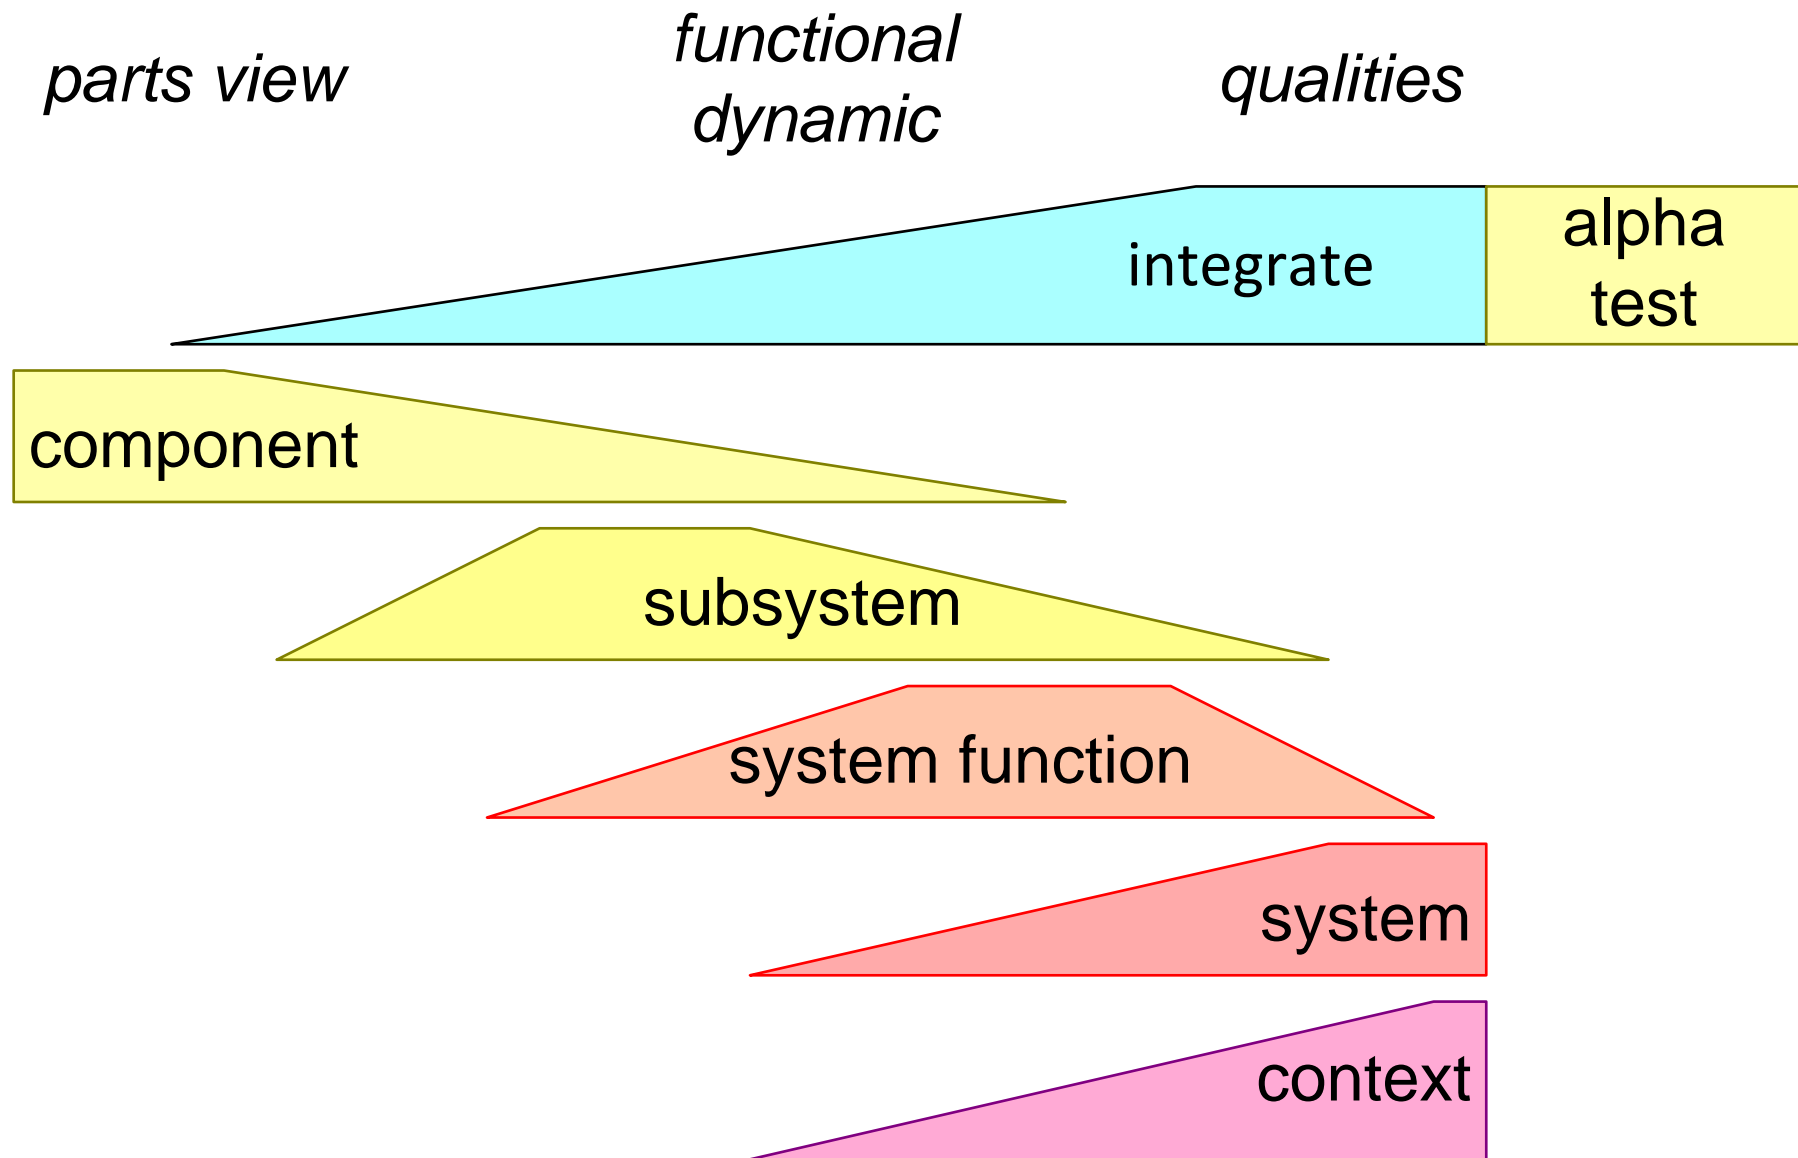 parts view
functional
dynamic
qualities
integrate
alpha
test
component
subsystem
system function
system
context